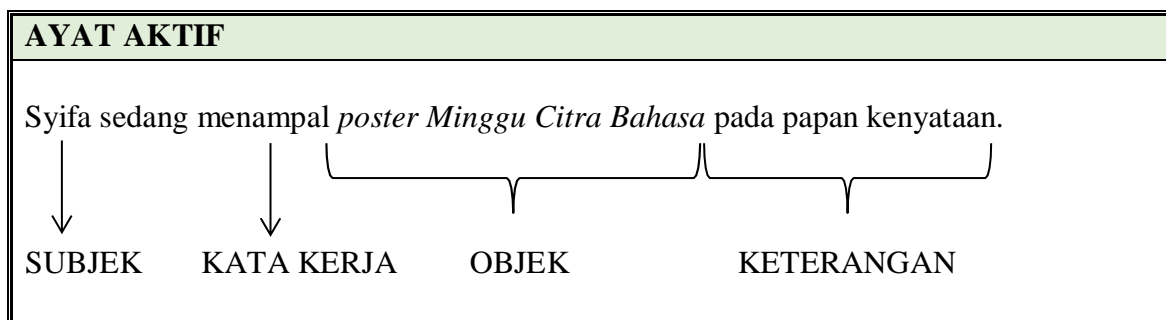 AYAT AKTIF
Syifa sedang menampal poster Minggu Citra Bahasa pada papan kenyataan.
SUBJEK KATA KERJA OBJEK KETERANGAN